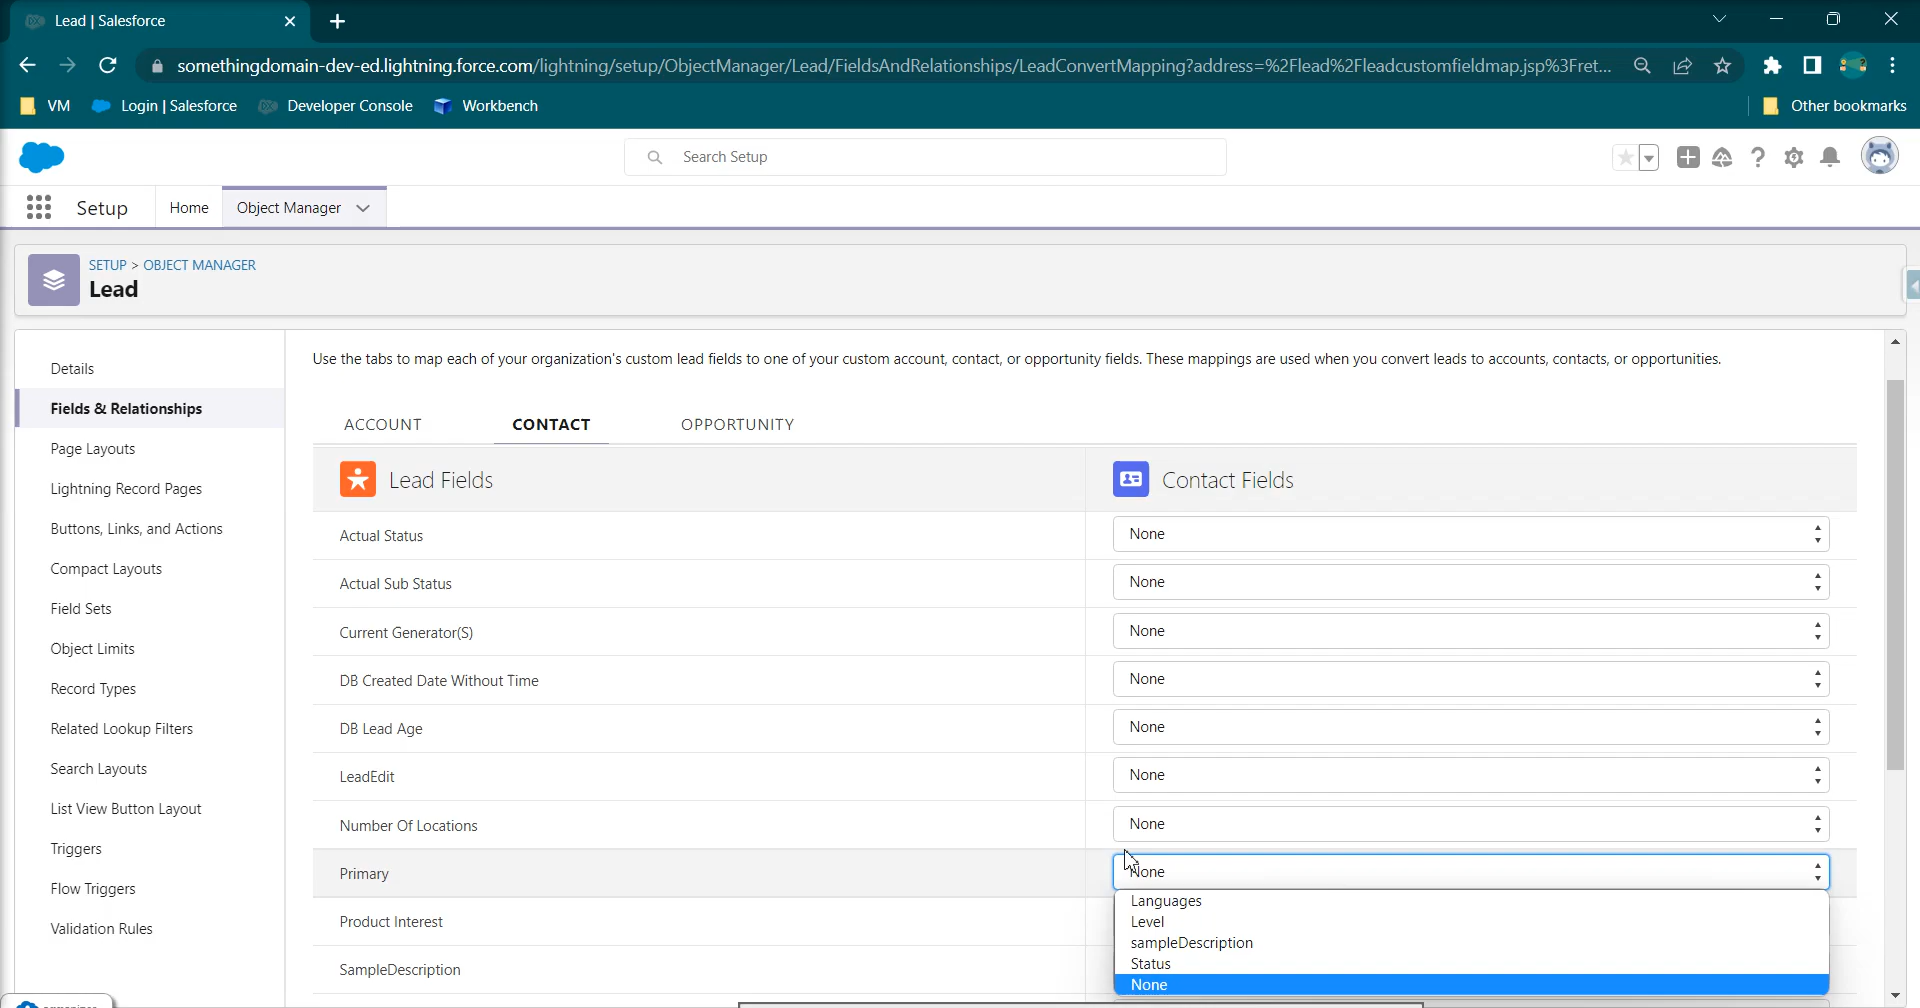 Lead | Salesforce
somethingdomain-dev-ed.lightning.force.com/lightning/setup/ObjectManager/Lead/FieldsAndRelationships/LeadConvertMapping?address=%2Flead%2Fleadcustomfieldmap.jsp%3Fret...
VM Login | Salesforce Developer Console Workbench Other bookmarks
Search Setup
Setup Home Object Manager
SETUP > OBJECT MANAGER
Lead
Details
Fields & Relationships
Page Layouts
Lightning Record Pages
Buttons, Links, and Actions
Compact Layouts
Field Sets
Object Limits
Record Types
Related Lookup Filters
Search Layouts
List View Button Layout
Triggers
Flow Triggers
Validation Rules
Use the tabs to map each of your organization's custom lead fields to one of your custom account, contact, or opportunity fields. These mappings are used when you convert leads to accounts, contacts, or opportunities.
ACCOUNT CONTACT OPPORTUNITY
Lead Fields Contact Fields
Actual Status None
Actual Sub Status None
Current Generator(S) None
DB Created Date Without Time None
DB Lead Age None
LeadEdit None
Number Of Locations None
Primary None
Languages
Product Interest Level
sampleDescription
SampleDescription Status
None